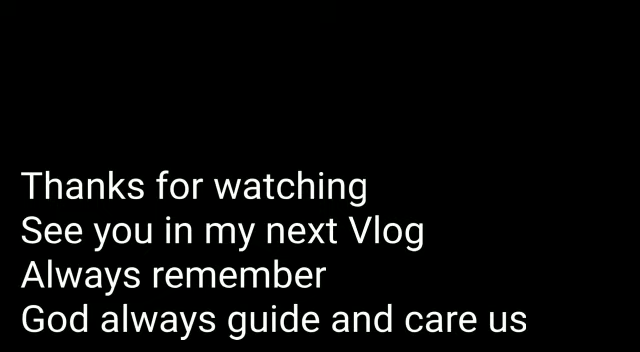 Thanks for watching
See you in my next Vlog
Always remember
God always guide and care us